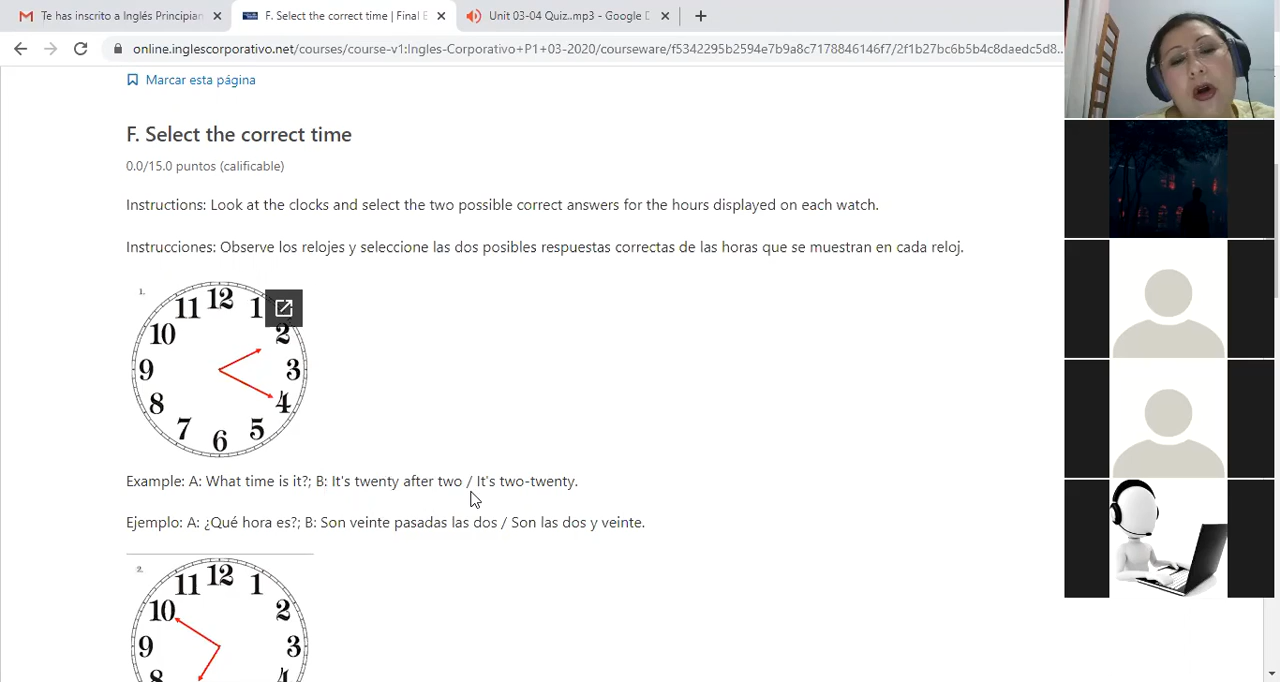 Te has inscrito a Inglés Principian
F. Select the correct time | Final E
Unit 03-04 Quiz..mp3 - Google D
online.inglescorporativo.net/courses/course-v1:Ingles-Corporativo+P1+03-2020/courseware/f5342295b2594e7b9a8c7178846146f7/2f1b27bc6b5b4c8daedc5d8...
Marcar esta página
F. Select the correct time
0.0/15.0 puntos (calificable)
Instructions: Look at the clocks and select the two possible correct answers for the hours displayed on each watch.
Instrucciones: Observe los relojes y seleccione las dos posibles respuestas correctas de las horas que se muestran en cada reloj.
1.
11 12 1
10 2
9 3
8 4
7 6 5
Example: A: What time is it?; B: It's twenty after two / It's two-twenty.
Ejemplo: A: ¿Qué hora es?; B: Son veinte pasadas las dos / Son las dos y veinte.
2.
11 12 1
10 2
9 3
8 4